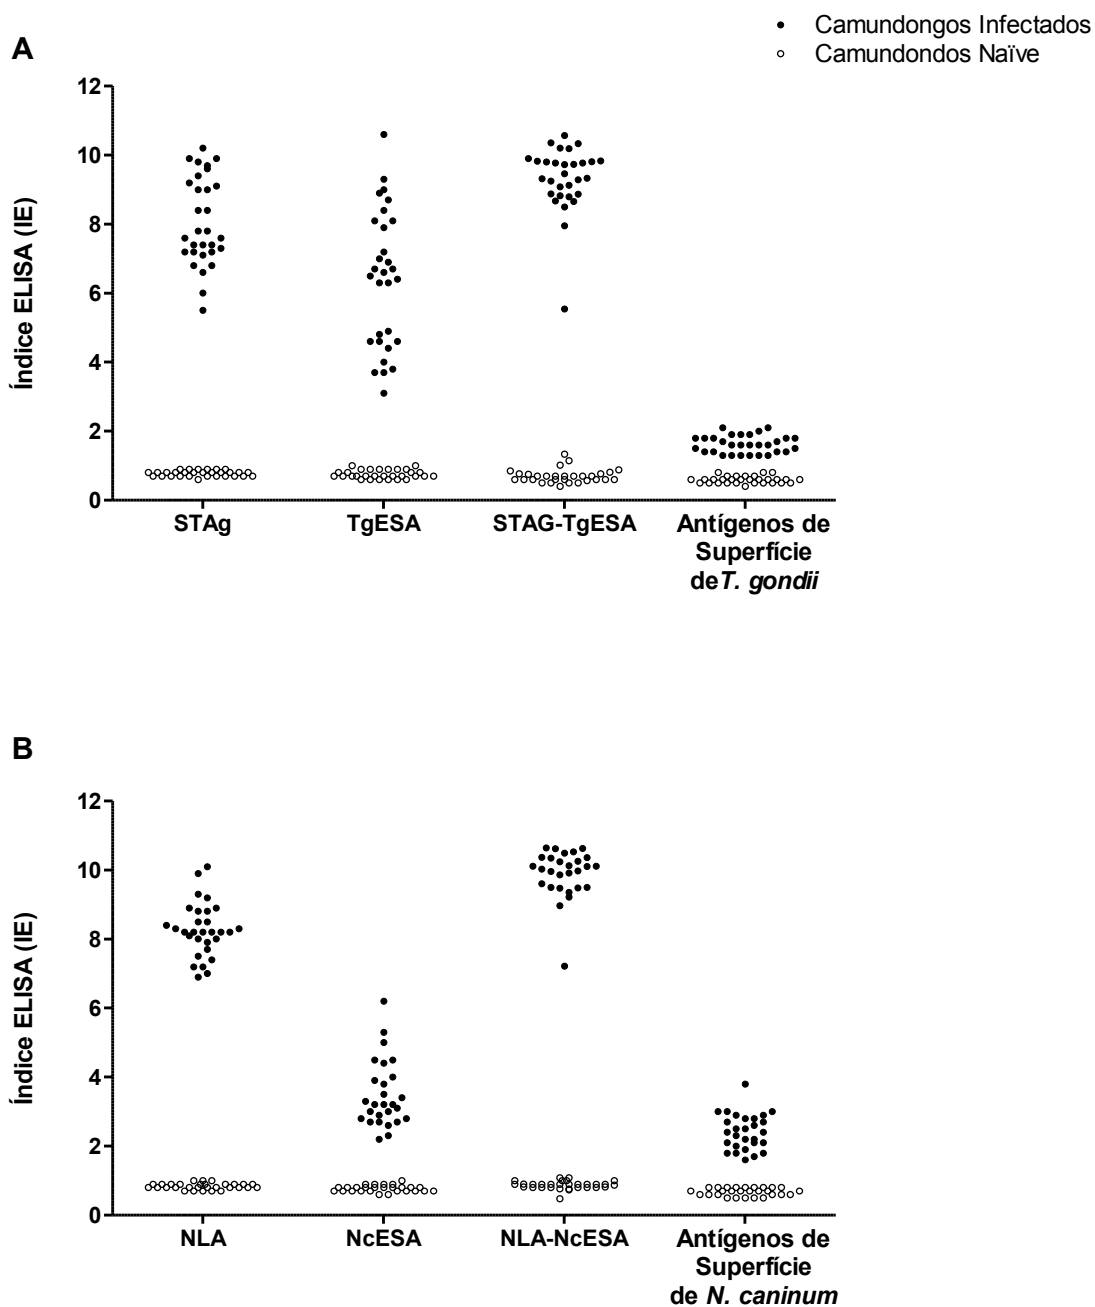 Camundongos Infectados
Camundondos Naïve
A
12
10
8
6
4
2
0
Índice ELISA (IE)
STAg TgESA STAG-TgESA Antígenos de
Superfície
deT. gondii
B
12
10
8
6
4
2
0
Índice ELISA (IE)
NLA NcESA NLA-NcESA Antígenos de
Superfície
de N. caninum